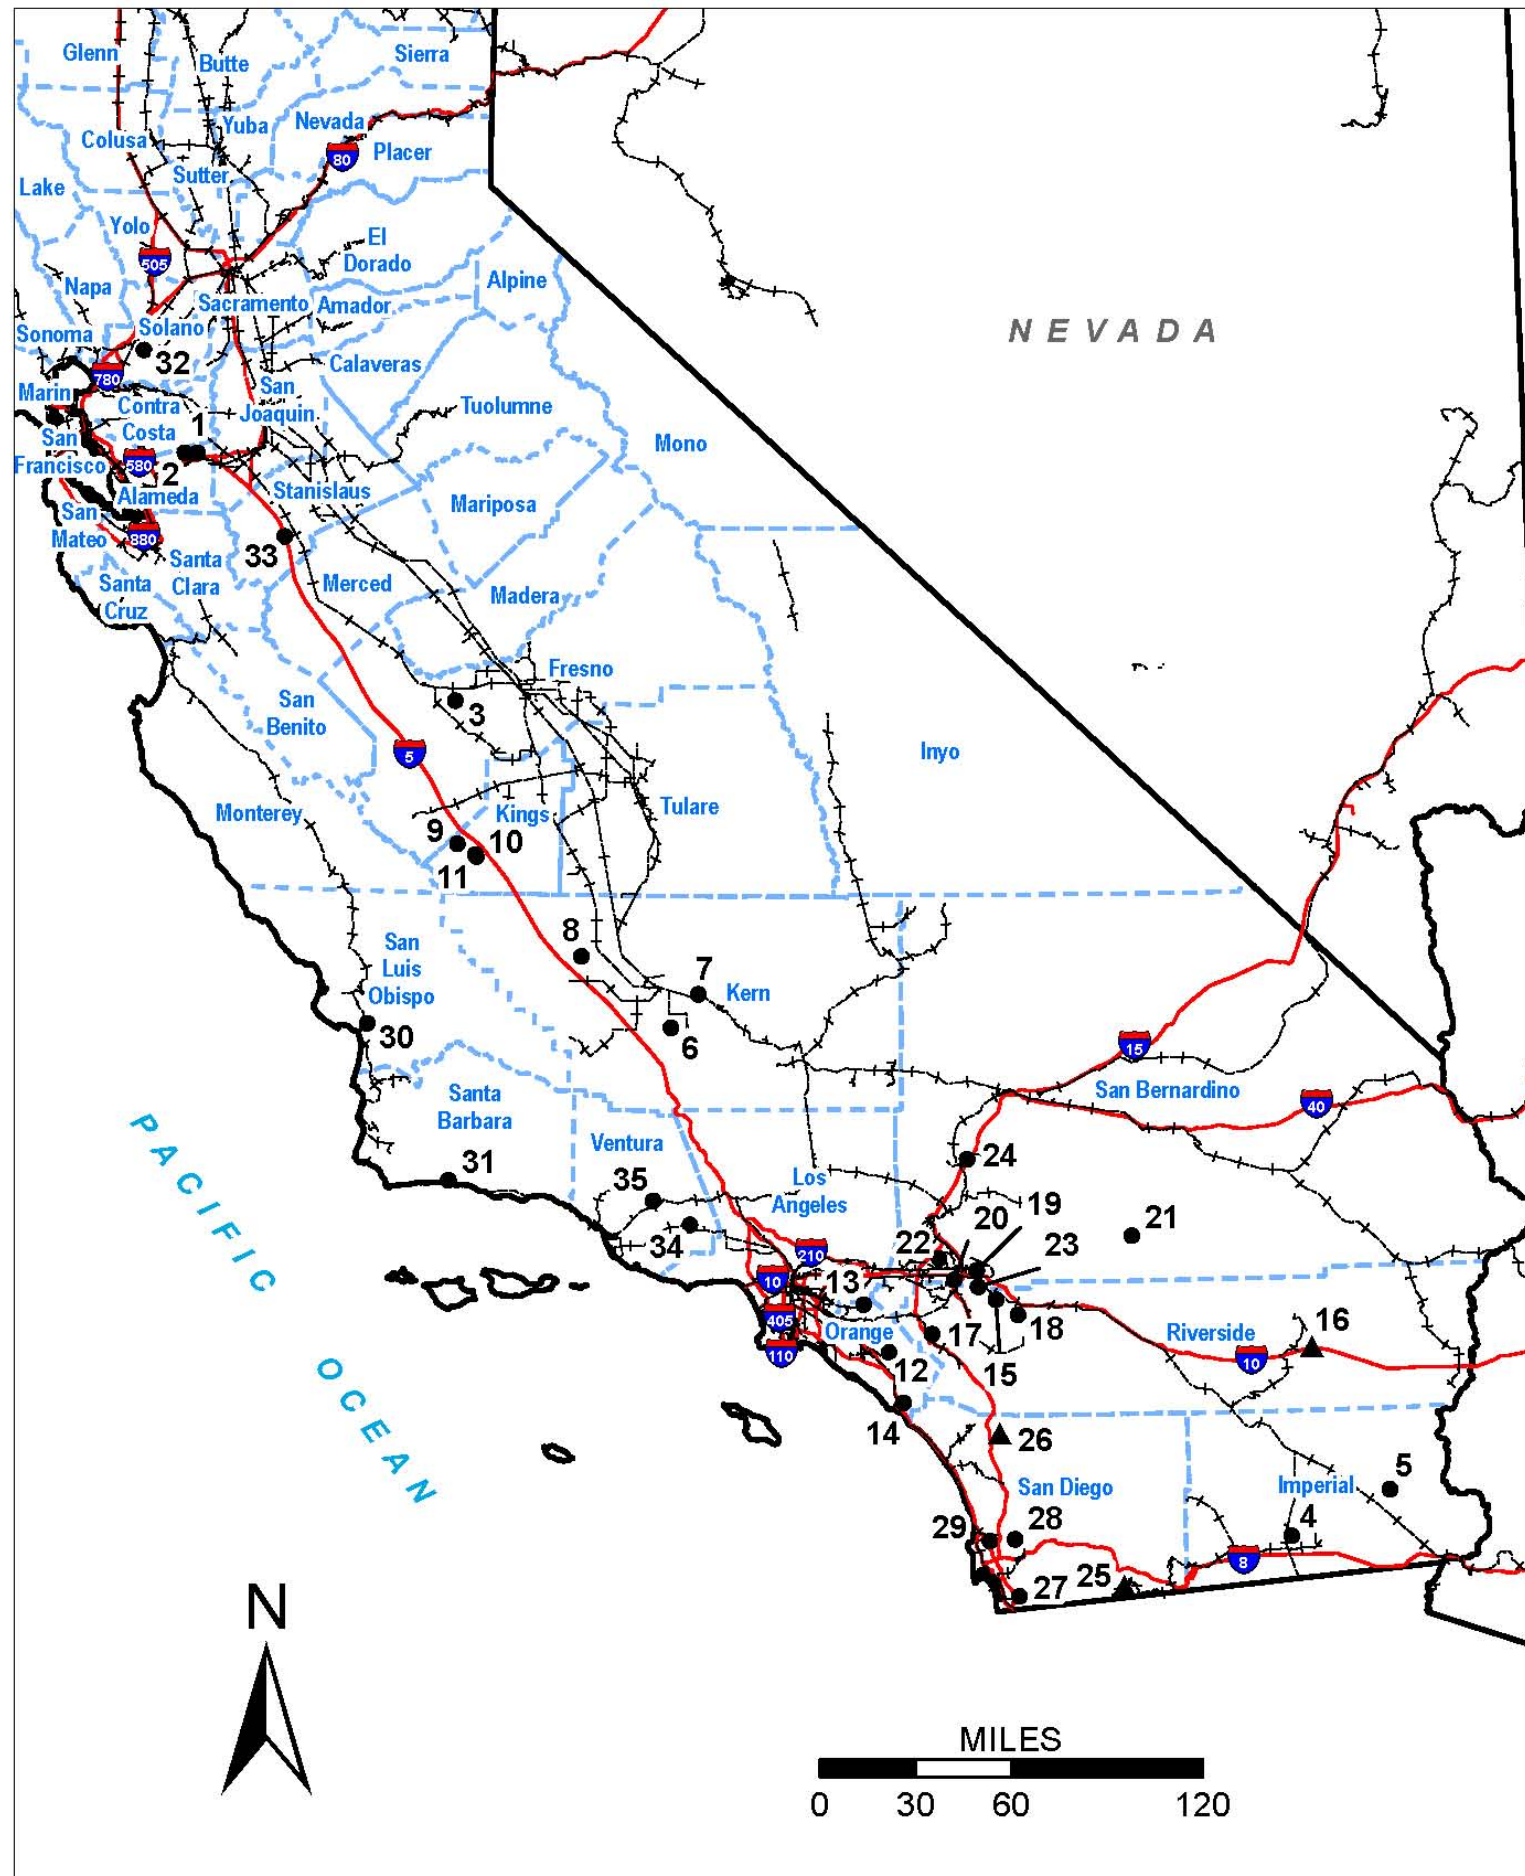 Glenn
Butte
Sierra
Colusa
Yuba
Nevada
80
Placer
Sutter
Lake
Yolo
505
El
Dorado
Napa
Alpine
Sacramento
Amador
Sonoma
Solano
32
780
Calaveras
Marin
San
Joaquin
Contra
Costa
1
Tuolumne
Mono
San
Francisco
580
2
Alameda
Stanislaus
Mariposa
San
Mateo
880
33
Santa
Clara
Merced
Santa
Cruz
Madera
Fresno
San
Benito
3
5
Inyo
Monterey
Kings
Tulare
9
10
11
8
San
Luis
Obispo
7
Kern
30
6
NEVADA
15
San Bernardino
40
Santa
Barbara
Ventura
24
31
35
Los
Angeles
19
20
21
34
210
22
23
10
13
405
Orange
110
12
17
15
18
Riverside
16
10
14
26
San Diego
Imperial
5
29
28
4
8
25
27
PACIFIC
OCEAN
N
MILES
0 30 60 120